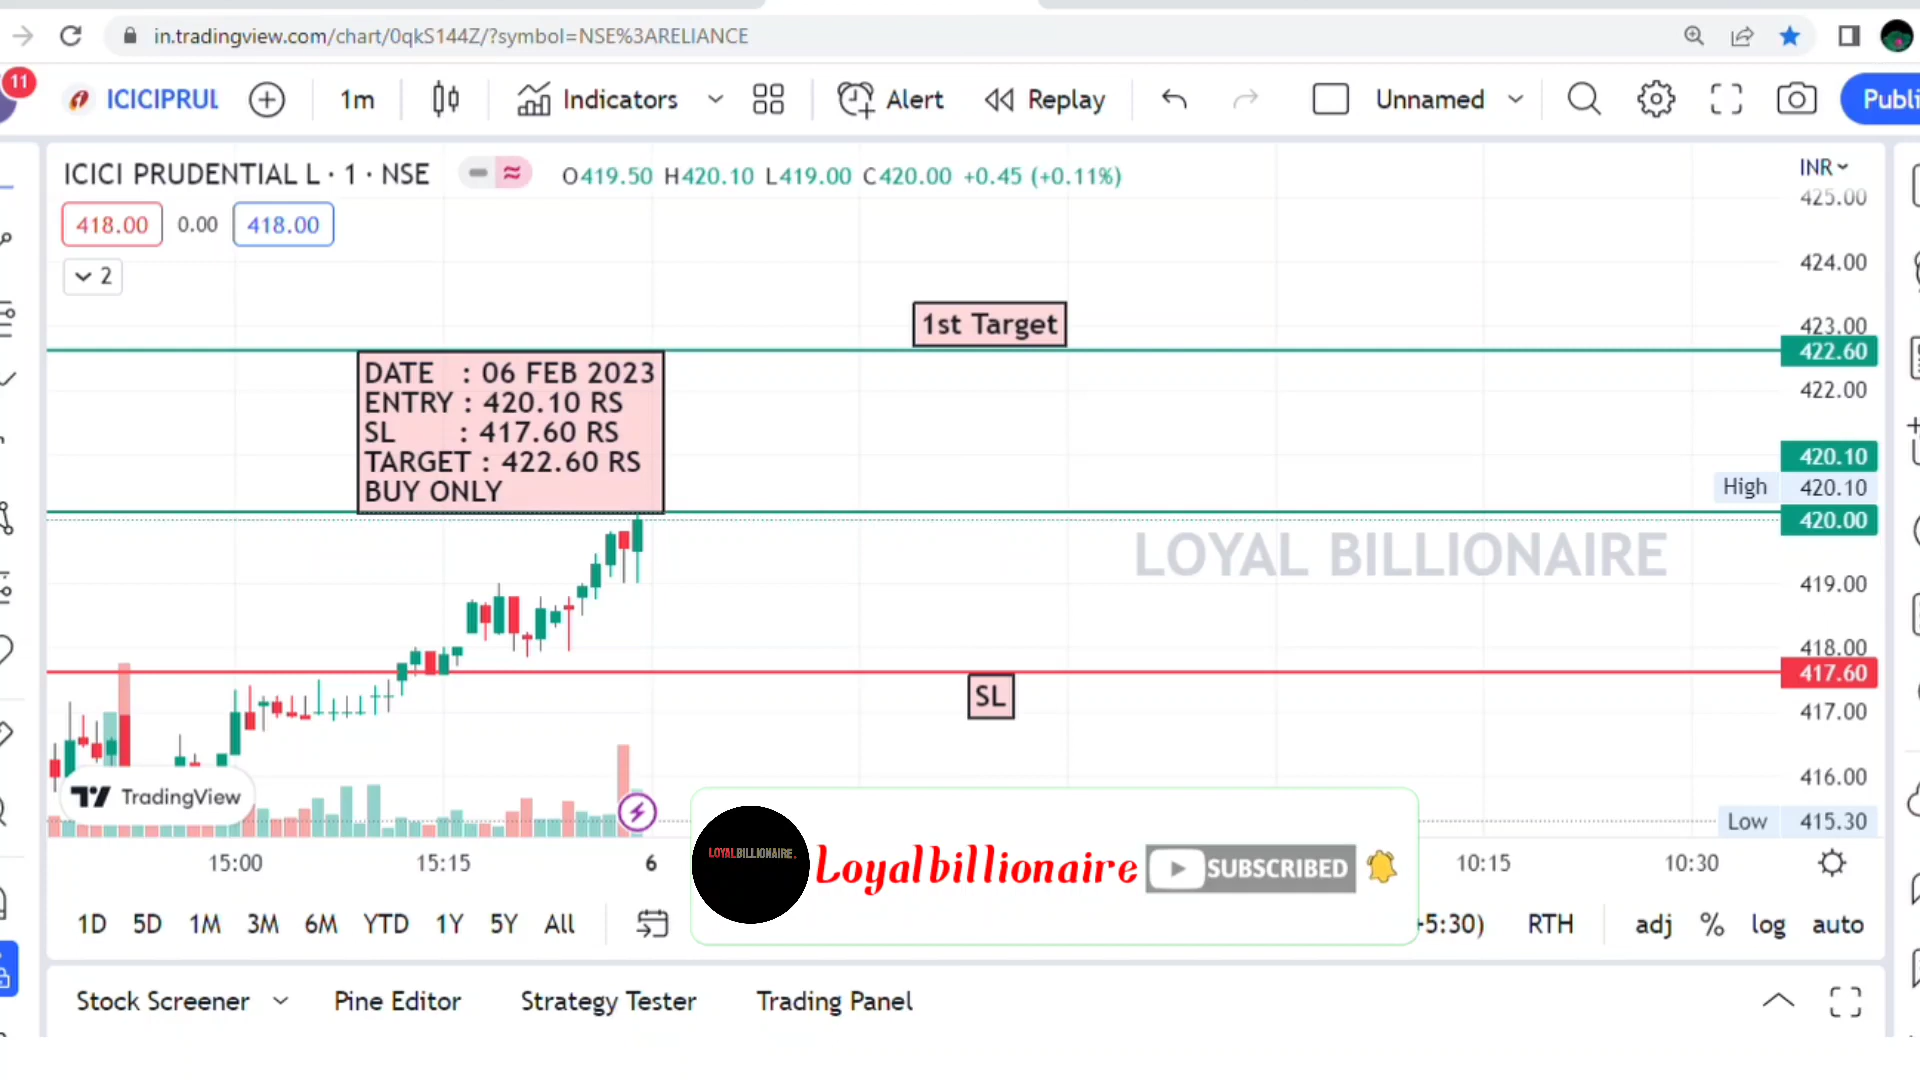 in.tradingview.com/chart/0qkS144Z/?symbol=NSE%3ARELIANCE
11
ICICIPRUL
1m
Indicators
Alert
Replay
Unnamed
Publi
ICICI PRUDENTIAL L · 1 · NSE
O419.50 H420.10 L419.00 C420.00 +0.45 (+0.11%)
INR
425.00
418.00 0.00 418.00
424.00
2
1st Target
423.00
422.60
DATE : 06 FEB 2023
ENTRY : 420.10 RS
SL : 417.60 RS
TARGET : 422.60 RS
BUY ONLY
422.00
420.10
High 420.10
420.00
LOYAL BILLIONAIRE
419.00
418.00
417.60
SL
417.00
416.00
TradingView
Low 415.30
LOYALBILLIONAIRE.
Loyalbillionaire
SUBSCRIBED
15:00 15:15 6 10:15 10:30
1D 5D 1M 3M 6M YTD 1Y 5Y All
+5:30) RTH adj % log auto
Stock Screener Pine Editor Strategy Tester Trading Panel